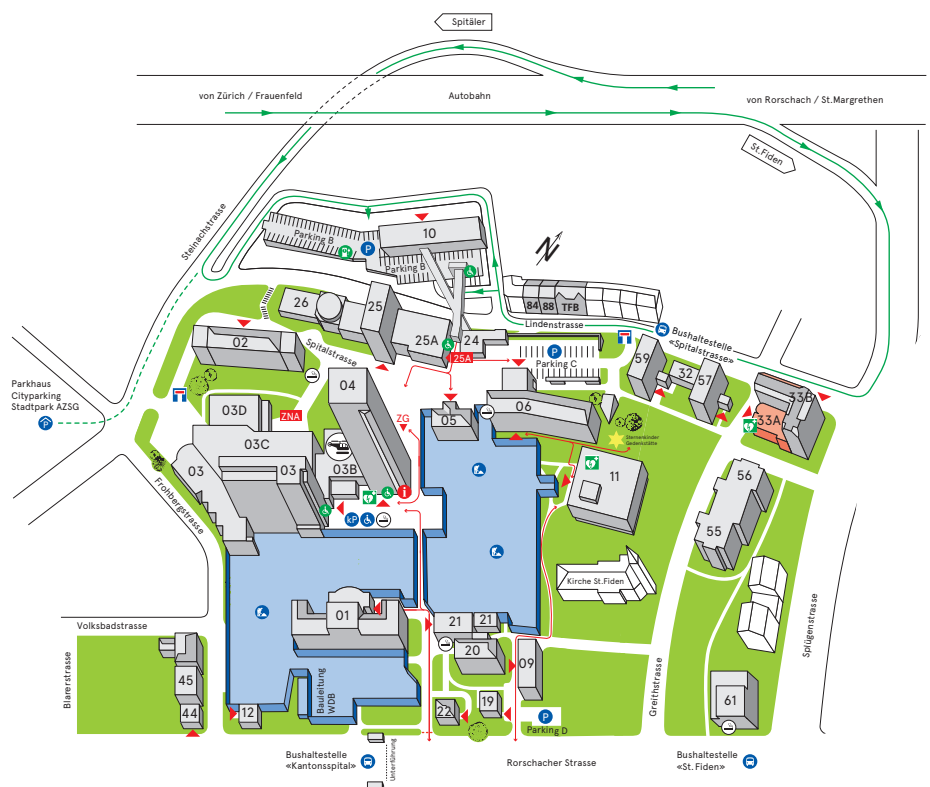 Spitäler
von Zürich / Frauenfeld
Autobahn
von Rorschach / St.Margrethen
St.Fiden
Steinachstrasse
Parking B
P
10
Parking B
N
84 88 TFB
Lindenstrasse
Bushaltestelle
«Spitalstrasse»
26
25
25A
24
25A
P
Parking C
59
32
57
33B
33A
02
Spitalstrasse
04
Parkhaus
Cityparking
Stadtpark AZSG
P
03D
ZNA
ZG
05
06
Sternenkinder
Gedenkstätte
03C
03
03
03B
i
kP
11
56
55
Frohbergstrasse
Kirche St.Fiden
01
21
21
20
09
Volksbadstrasse
Blarerstrasse
45
44
12
Bauleitung
WDB
22
19
P
Parking D
61
Greithstrasse
Splügenstrasse
Bushaltestelle
«Kantonsspital»
Unterführung
Rorschacher Strasse
Bushaltestelle
«St.Fiden»